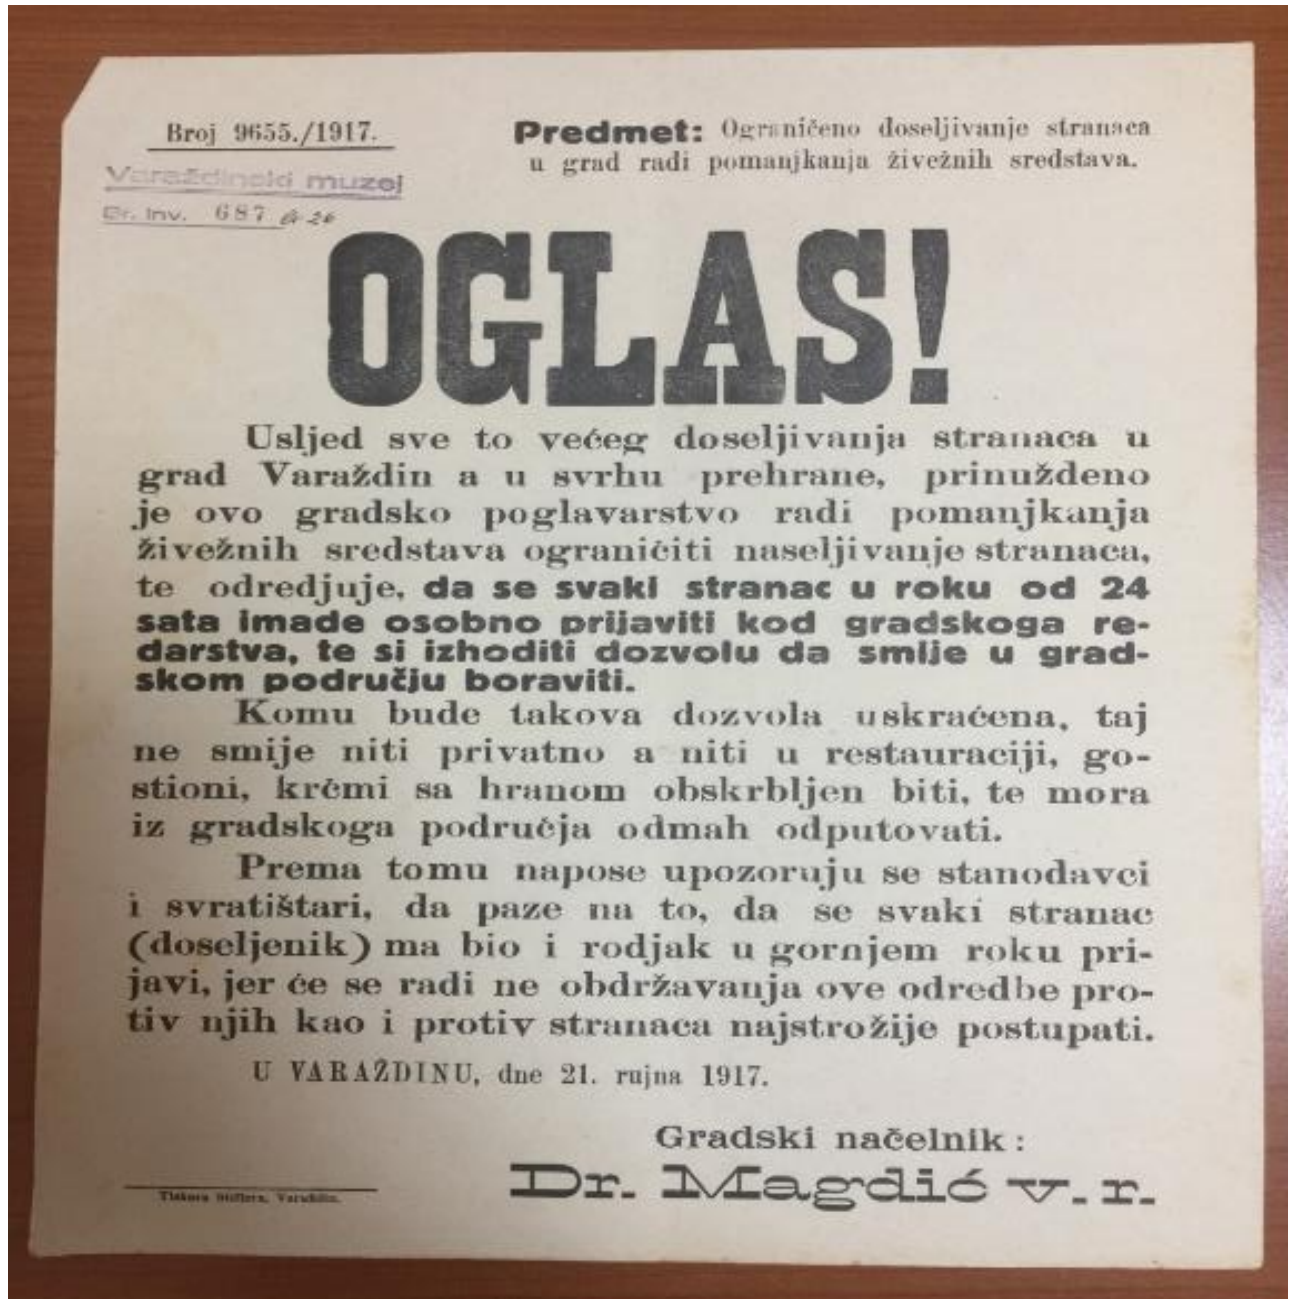 Broj 9655./1917.
Predmet: Ograničeno doseljivanje stranaca
u grad radi pomanjkanja živežnih sredstava.
Varaždinski muzej
Br. Inv. 687
OGLAS!
Usljed sve to većeg doseljivanja stranaca u
grad Varaždin a u svrhu prehrane, prinuždeno
je ovo gradsko poglavarstvo radi pomanjkanja
živežnih sredstava ograničiti naseljivanje stranaca,
te odredjuje, da se svaki stranac u roku od 24
sata imade osobno prijaviti kod gradskoga re-
darstva, te si izhoditi dozvolu da smije u grad-
skom području boraviti.
Komu bude takova dozvola uskraćena, taj
ne smije niti privatno a niti u restauraciji, go-
stioni, krčmi sa hranom obskrbljen biti, te mora
iz gradskoga područja odmah odputovati.
Prema tomu napose upozoruju se stanodavci
i svratištari, da paze na to, da se svaki stranac
(doseljenik) ma bio i rodjak u gornjem roku pri-
javi, jer će se radi ne obdržavanja ove odredbe pro-
tiv njih kao i protiv stranaca najstrožije postupati.
U VARAŽDINU, dne 21. rujna 1917.
Gradski načelnik:
Dr. Magdić v. r.
Tiskara Stiflera, Varaždin.